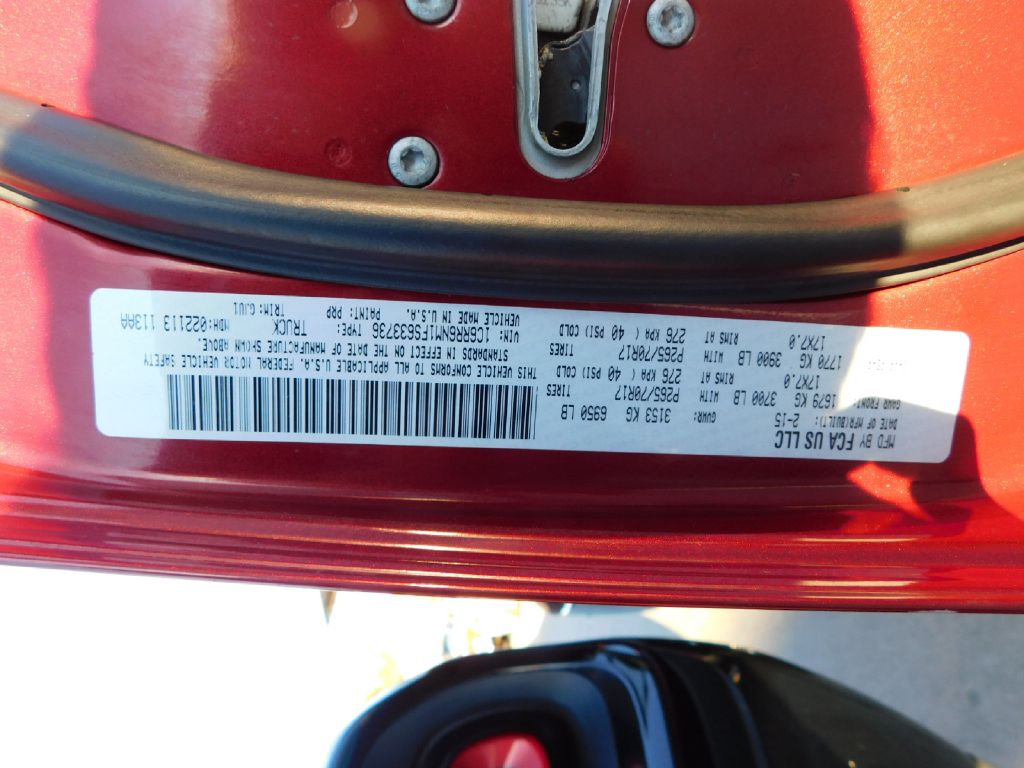 MFD BY FCA US LLC
DATE OF MFR(BUILT): 2-15 GVWR: 3153 KG 6950 LB
GAWR FRONT: WITH TIRES
1679 KG 3700 LB P265/70R17
RIMS AT COLD
17X7.0 276 KPA ( 40 PSI)
WITH TIRES
1770 KG 3900 LB P265/70R17
RIMS AT
17X7.0 276 KPA ( 40 PSI) COLD
THIS VEHICLE CONFORMS TO ALL APPLICABLE U.S.A. FEDERAL MOTOR VEHICLE SAFETY
STANDARDS IN EFFECT ON THE DATE OF MANUFACTURE SHOWN ABOVE.
VIN: 1C6RR6NM1FS633736 TYPE: TRUCK MDH: 022113 113AA
VEHICLE MADE IN U.S.A. PAINT: PRP TRIM: GJU1